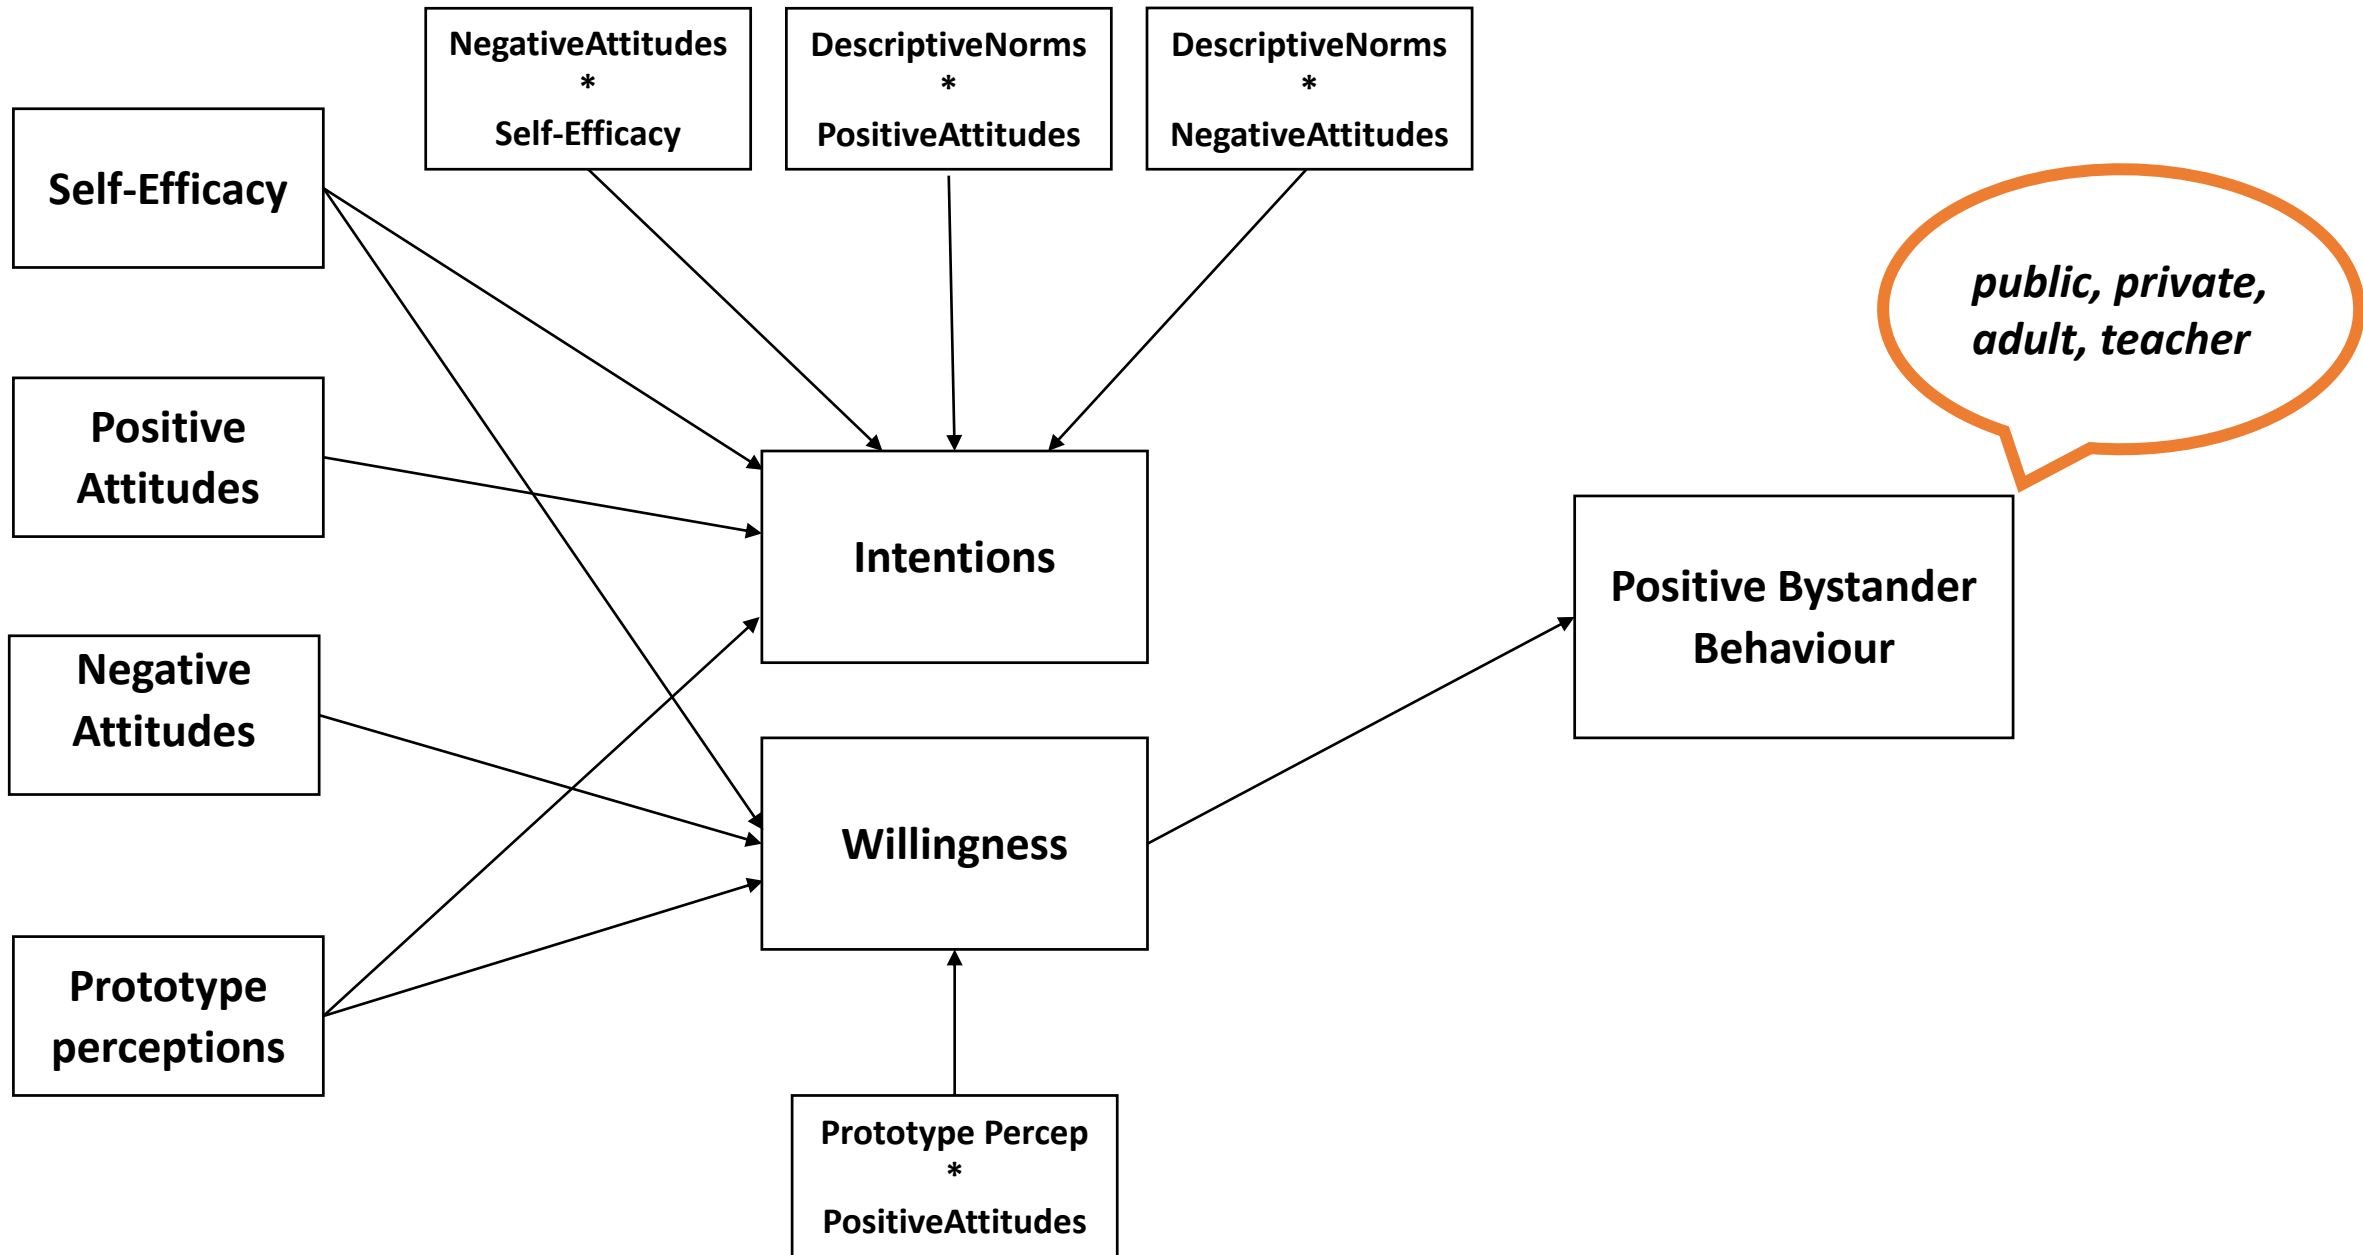 NegativeAttitudes
*
Self-Efficacy
DescriptiveNorms
*
PositiveAttitudes
DescriptiveNorms
*
NegativeAttitudes
Self-Efficacy
public, private,
adult, teacher
Positive
Attitudes
Intentions
Positive Bystander
Behaviour
Negative
Attitudes
Willingness
Prototype
perceptions
Prototype Percep
*
PositiveAttitudes